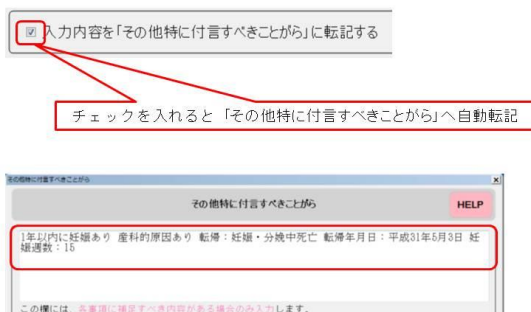 入力内容を「その他特に付言すべきことがら」に転記する
チェックを入れると「その他特に付言すべきことがら」へ自動転記
その他特に付言すべきことがら
その他特に付言すべきことがら
HELP
1年以内に妊娠あり 産科的原因あり 転帰：妊娠・分娩中死亡 転帰年月日：平成31年5月3日 妊
娠週数：15
この欄には、各事項に補足すべき内容がある場合のみ入力します。